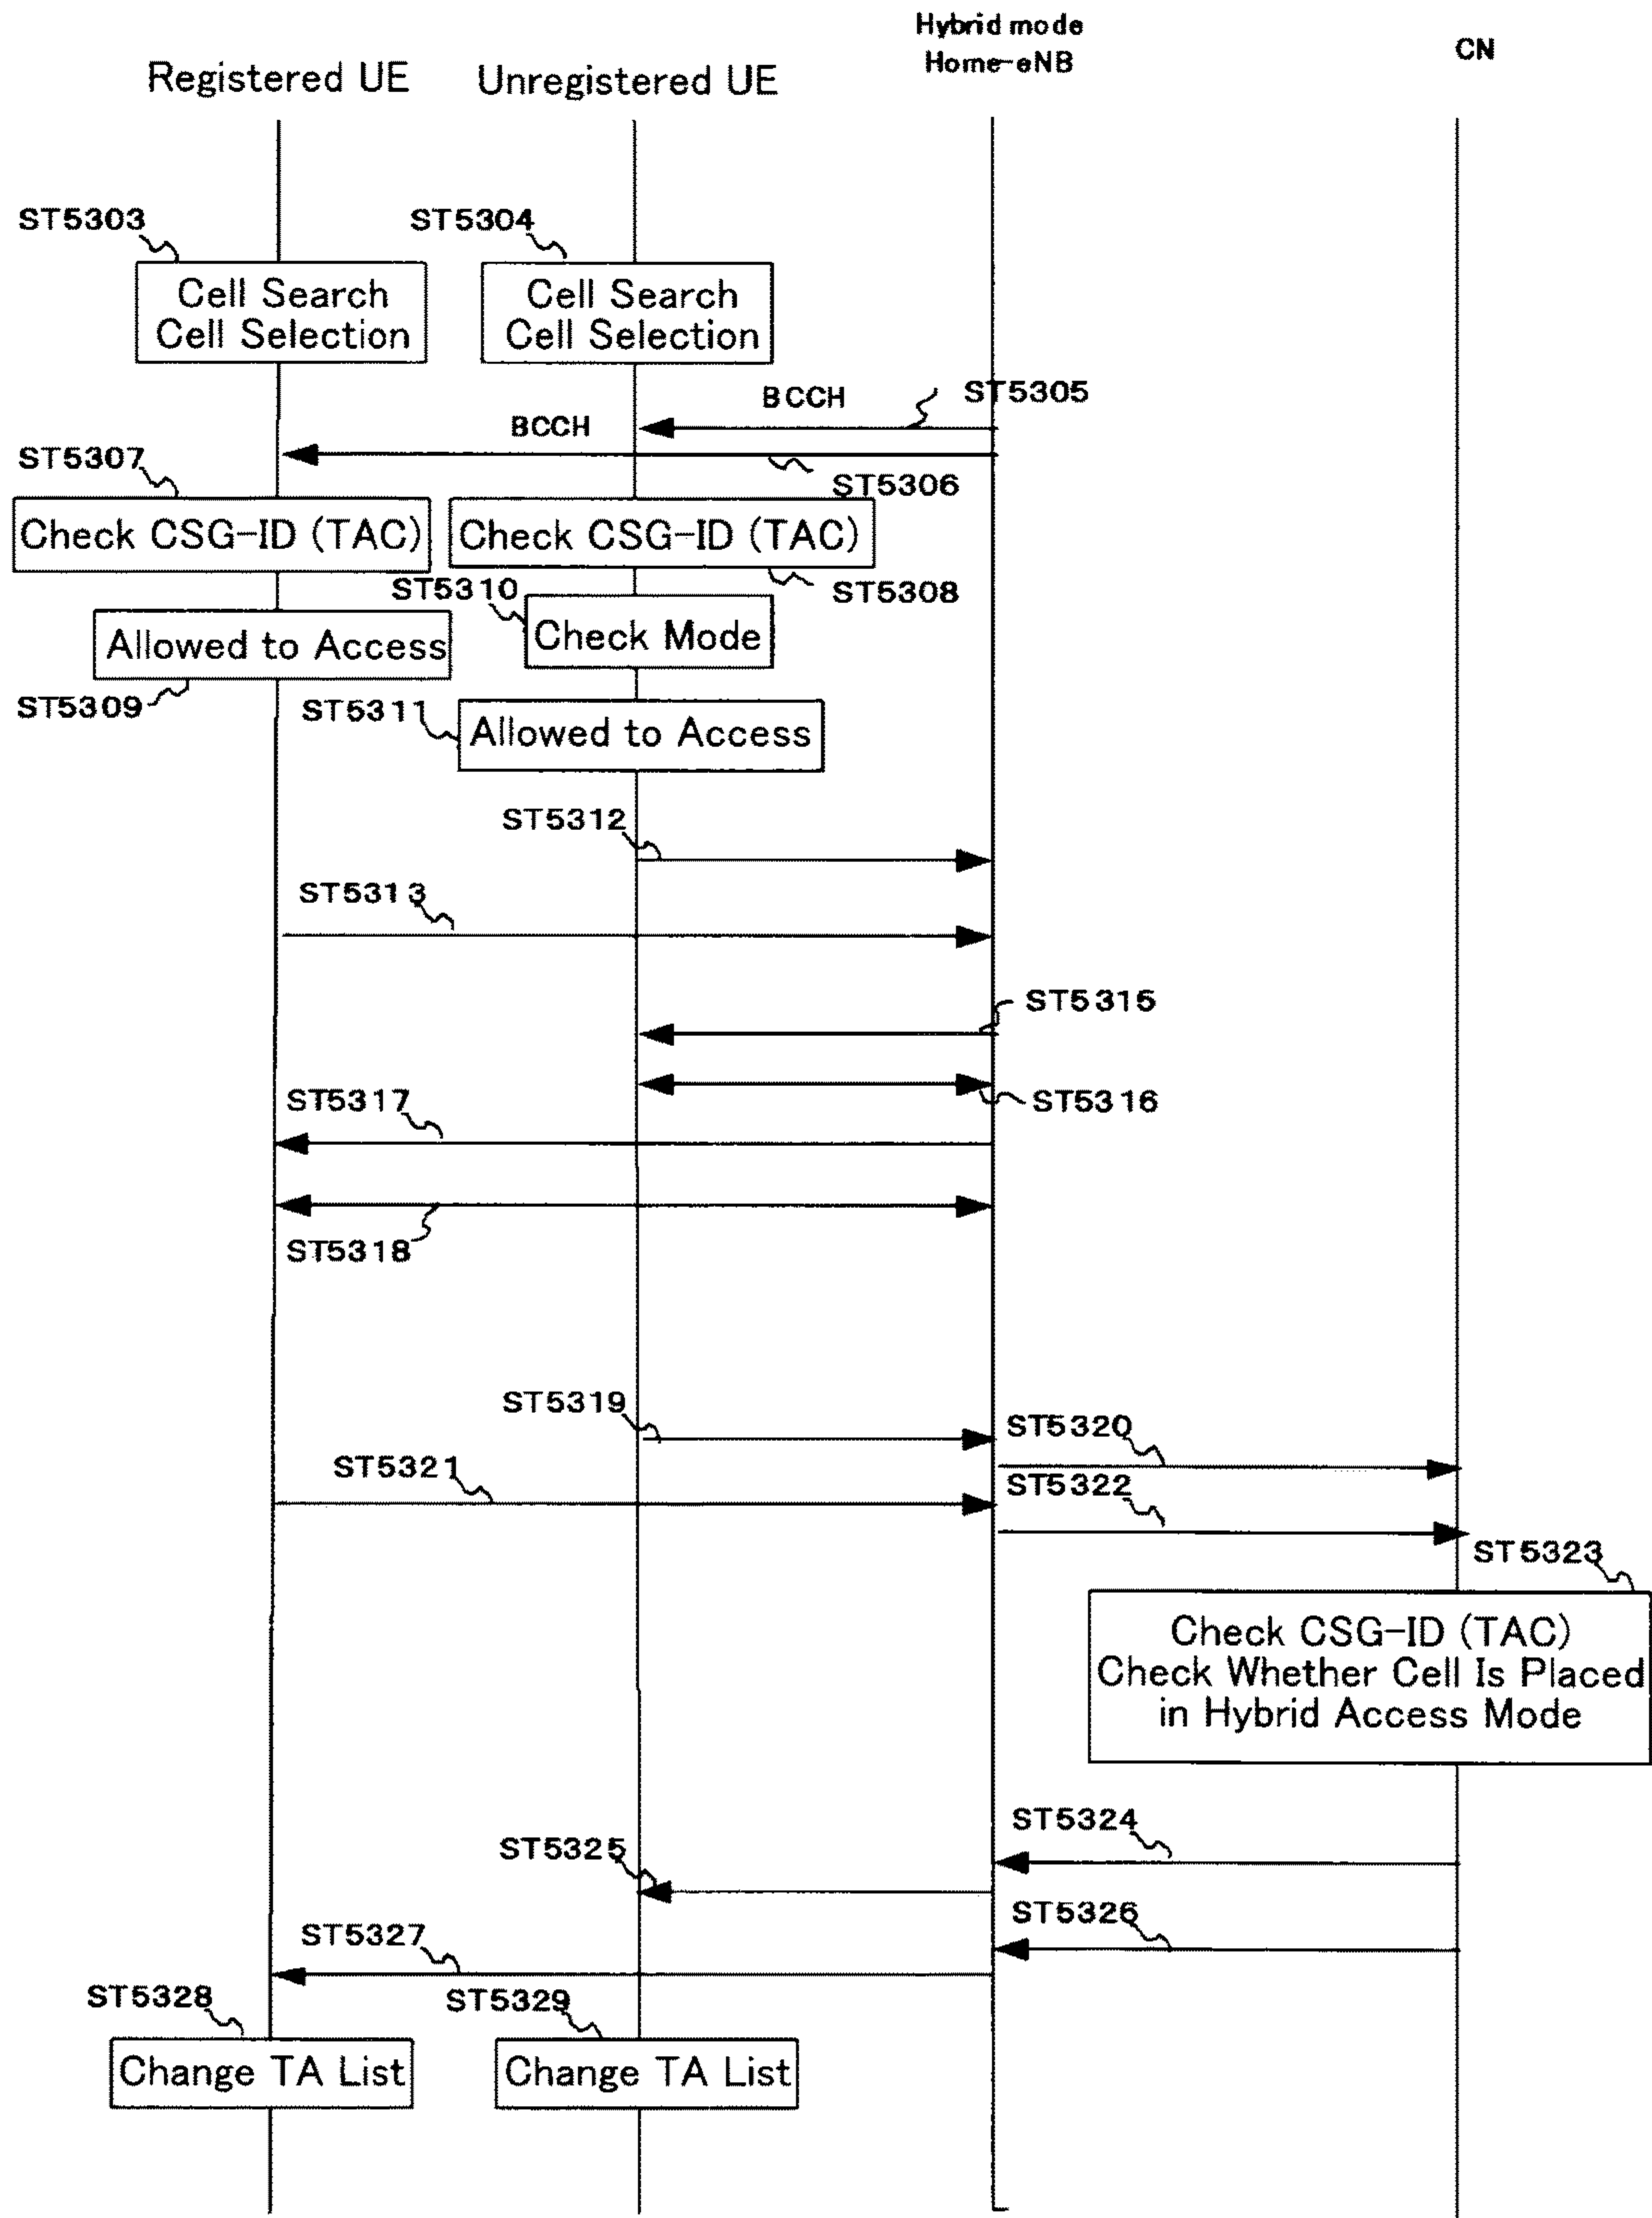 Hybrid mode
Home-eNB
CN
Registered UE
Unregistered UE
ST5303
ST5304
Cell Search
Cell Selection
Cell Search
Cell Selection
BCCH
ST5305
BCCH
ST5307
ST5306
Check CSG-ID (TAC)
Check CSG-ID (TAC)
ST5310
ST5308
Allowed to Access
Check Mode
ST5309
ST5311
Allowed to Access
ST5312
ST5313
ST5315
ST5317
ST5316
ST5318
ST5319
ST5320
ST5321
ST5322
ST5323
Check CSG-ID (TAC)
Check Whether Cell Is Placed
in Hybrid Access Mode
ST5324
ST5325
ST5326
ST5327
ST5328
ST5329
Change TA List
Change TA List